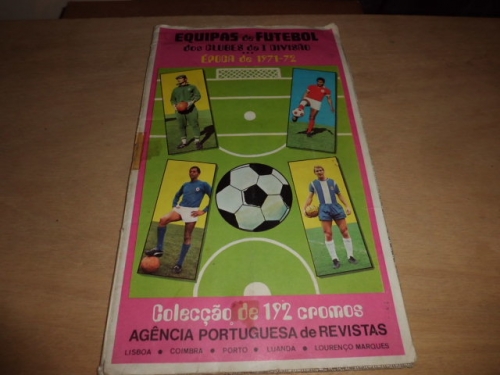 EQUIPAS de FUTEBOL
dos CLUBES da I DIVISÃO
ÉPOCA de 1971-72
Colecção de 192 cromos
AGÊNCIA PORTUGUESA de REVISTAS
LISBOA • COIMBRA • PORTO • LUANDA • LOURENÇO MARQUES